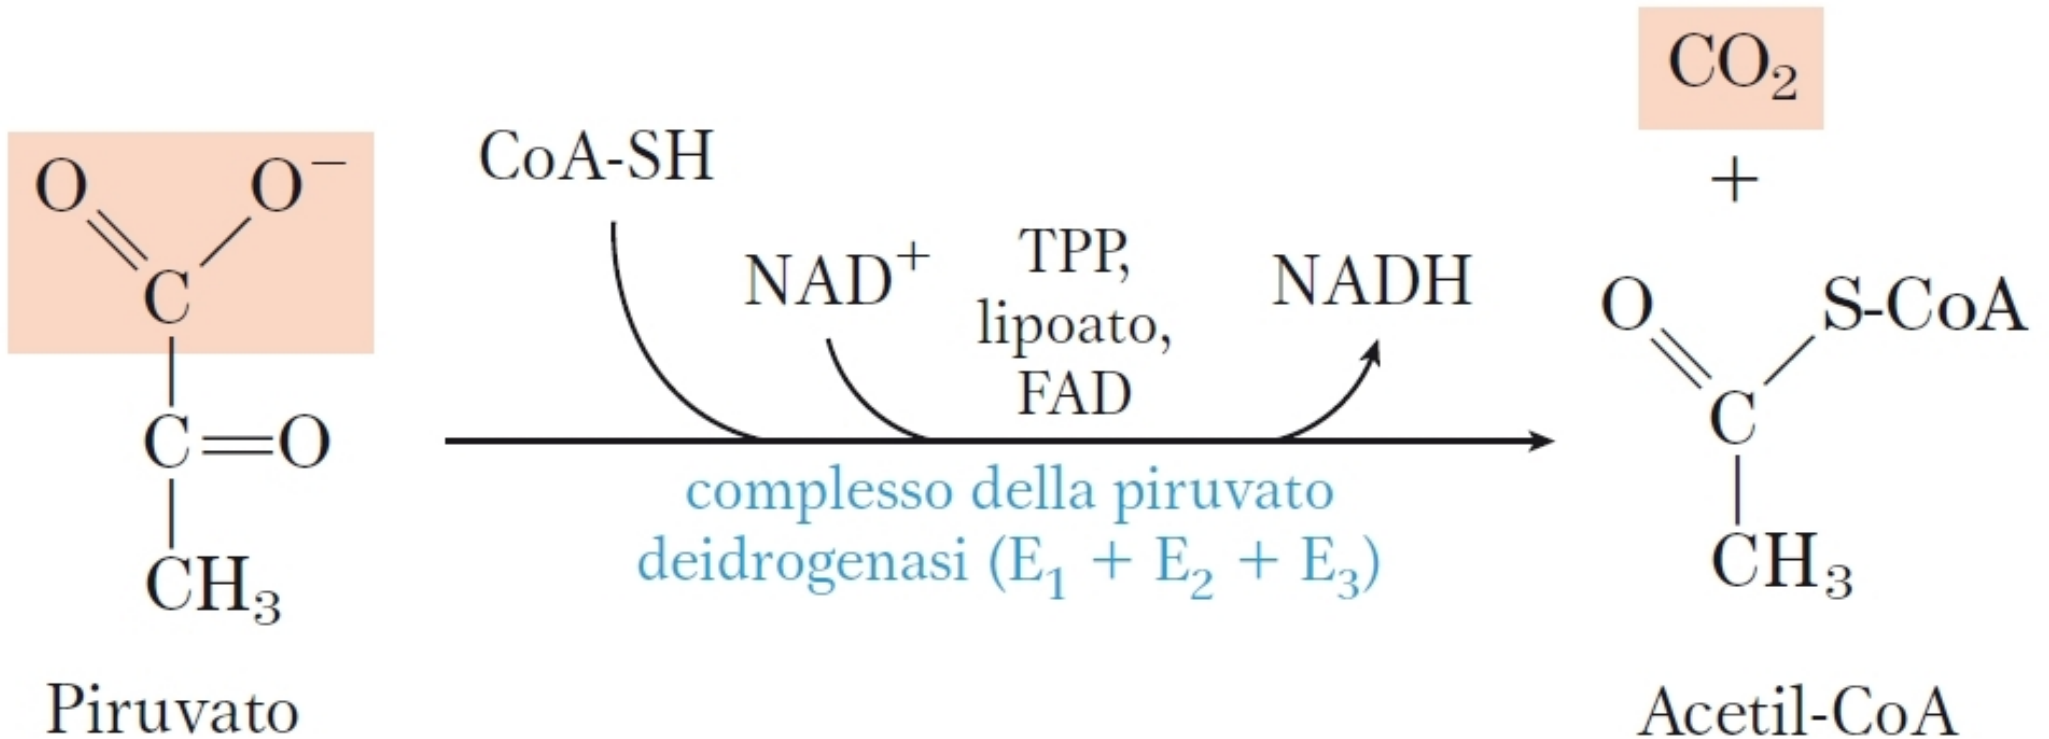 CO₂
+
O O⁻
C
C=O
CH₃
Piruvato
CoA-SH
NAD⁺
TPP,
lipoato,
FAD
NADH
complesso della piruvato
deidrogenasi (E₁ + E₂ + E₃)
O S-CoA
C
CH₃
Acetil-CoA